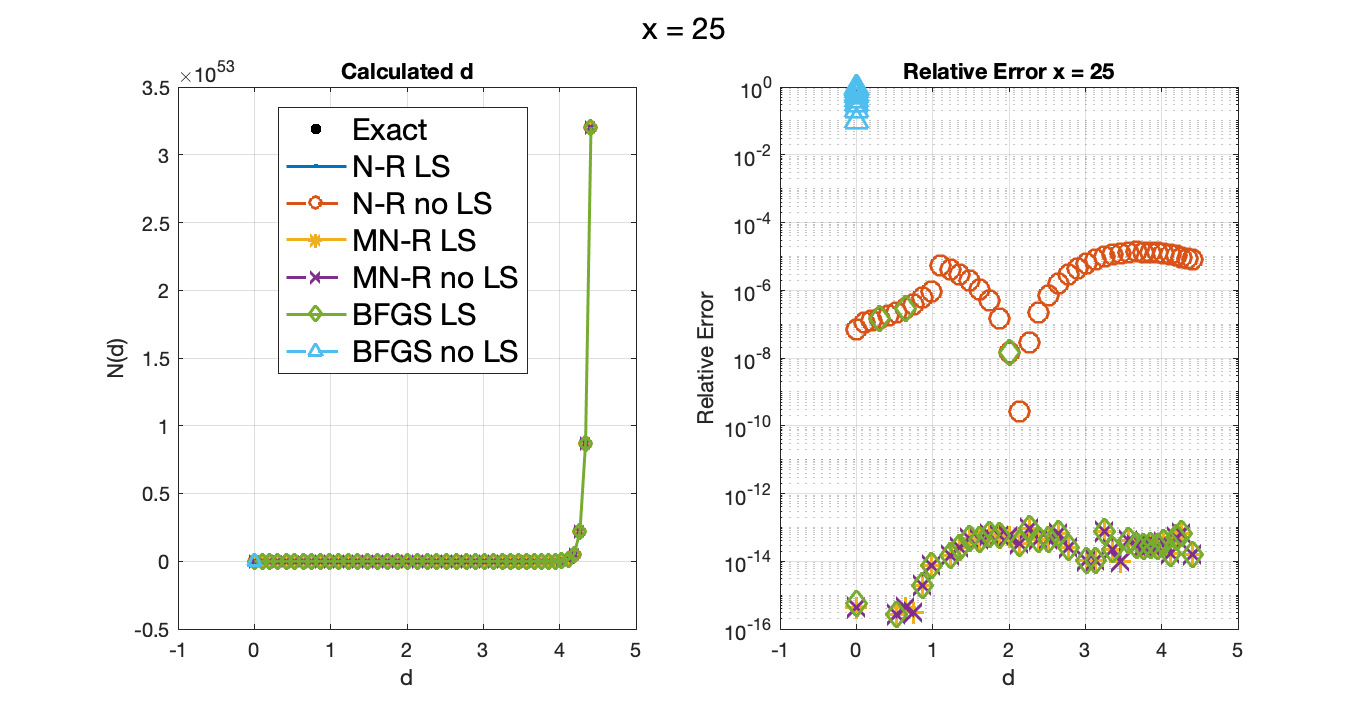 x = 25
Calculated d
×10^53
3.5
3
2.5
2
1.5
1
0.5
0
-0.5
N(d)
-1 0 1 2 3 4 5
d
Exact
N-R LS
N-R no LS
MN-R LS
MN-R no LS
BFGS LS
BFGS no LS
Relative Error x = 25
10^0
10^-2
10^-4
10^-6
10^-8
10^-10
10^-12
10^-14
10^-16
Relative Error
-1 0 1 2 3 4 5
d